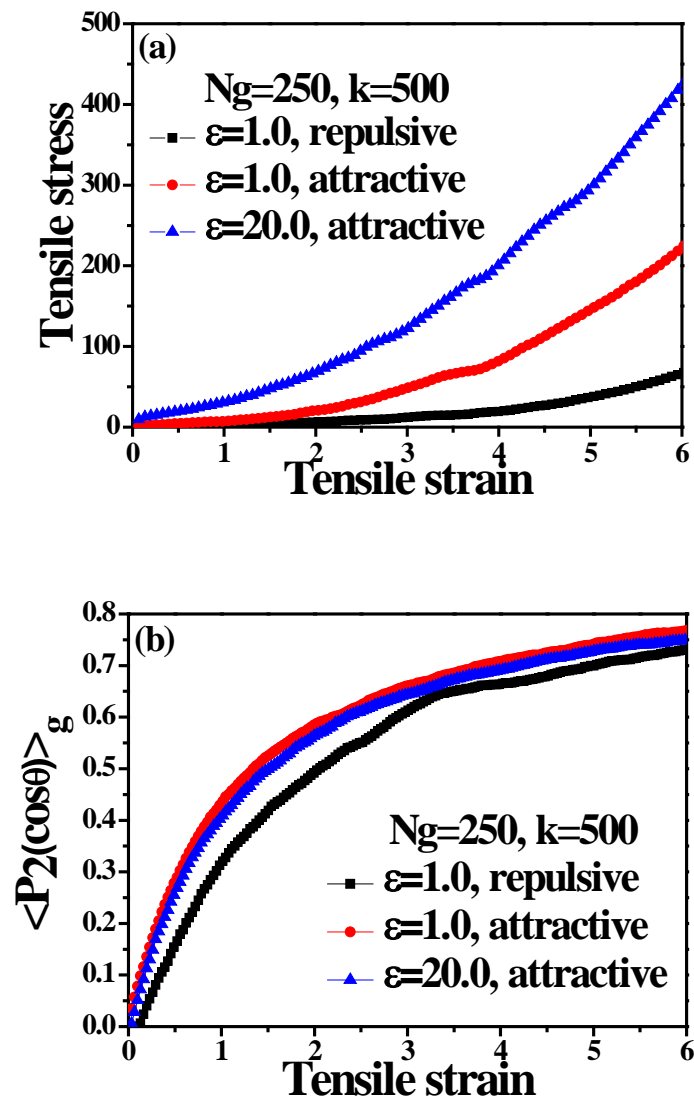 500
(a)
Ng=250, k=500
400
ε=1.0, repulsive
ε=1.0, attractive
300
ε=20.0, attractive
200
100
0
Tensile stress
0 1 2 3 4 5 6
Tensile strain
0.8
(b)
0.7
0.6
0.5
0.4
0.3
0.2
0.1
0.0
<P2(cosθ)>g
Ng=250, k=500
ε=1.0, repulsive
ε=1.0, attractive
ε=20.0, attractive
0 1 2 3 4 5 6
Tensile strain